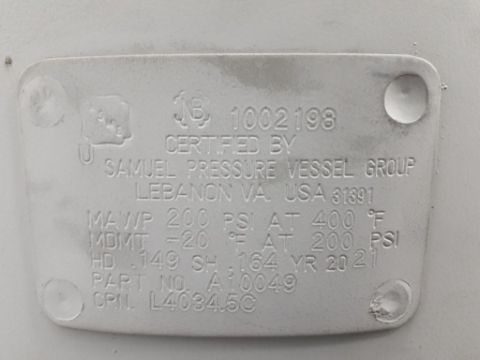 NB 1002198
U CERTIFIED BY
SAMUEL PRESSURE VESSEL GROUP
LEBANON VA. USA 31391
MAWP 200 PSI AT 400 °F
MDMT -20 °F AT 200 PSI
HD .149 SH .164 YR 2021
PART NO. A10049
CRN. L4034.5C